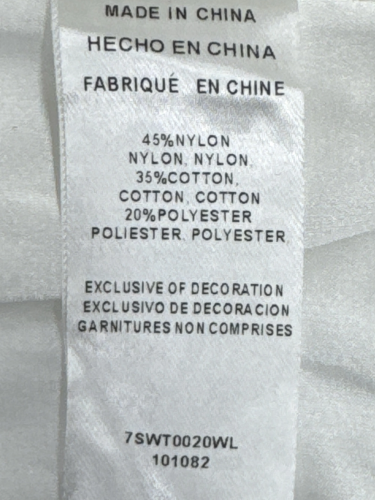 MADE IN CHINA
HECHO EN CHINA
FABRIQUÉ EN CHINE
45%NYLON
NYLON, NYLON,
35%COTTON,
COTTON, COTTON
20%POLYESTER
POLIESTER, POLYESTER,
EXCLUSIVE OF DECORATION
EXCLUSIVO DE DECORACION
GARNITURES NON COMPRISES
7SWT0020WL
101082